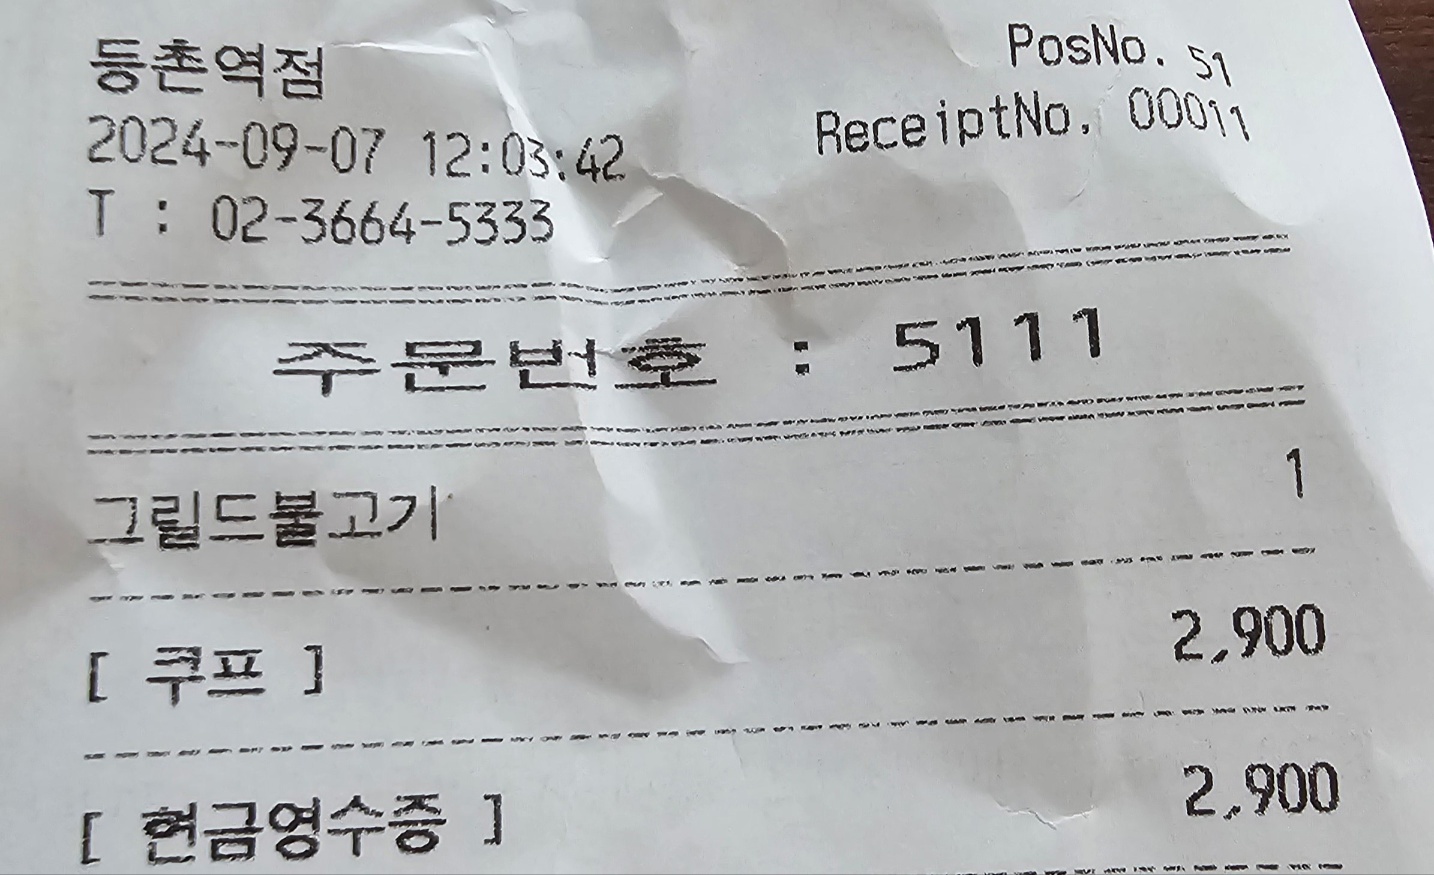 등촌역점
PosNo. 51
2024-09-07 12:03:42
ReceiptNo. 00011
T : 02-3664-5333
주문번호 : 5111
그릴드불고기 1
[ 쿠프 ] 2,900
[ 현금영수증 ] 2,900